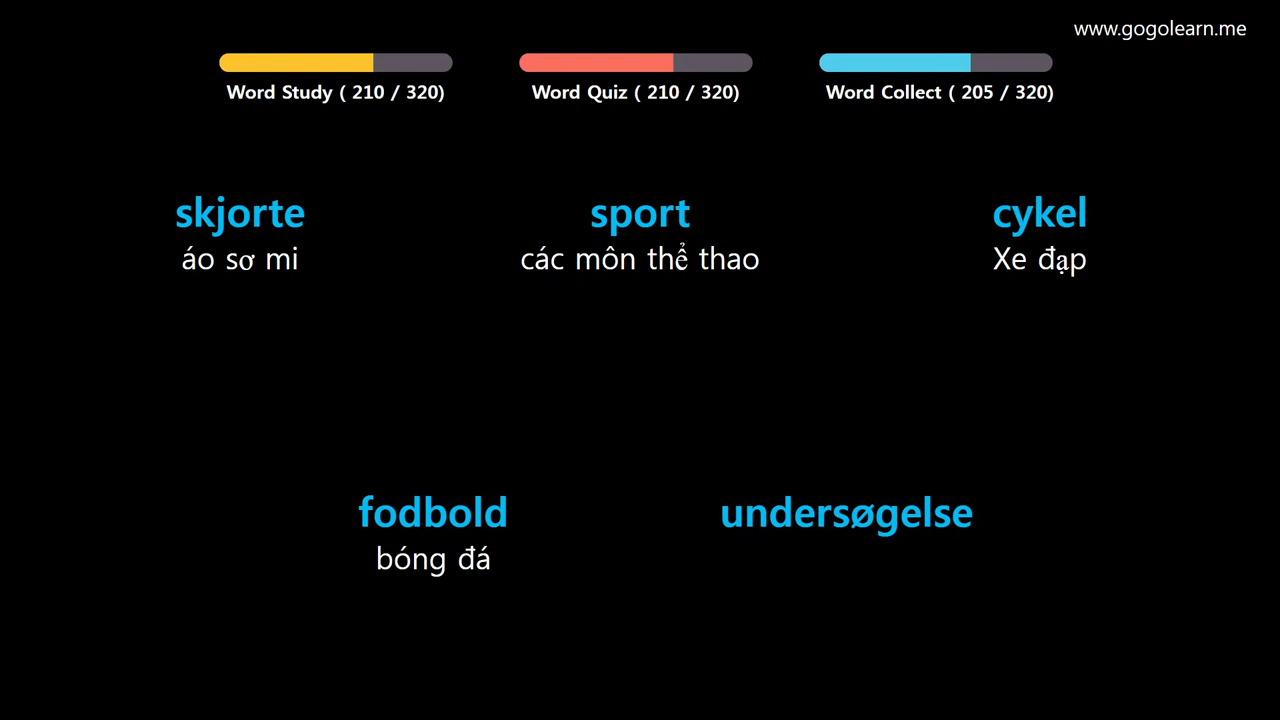 www.gogolearn.me
Word Study ( 210 / 320)
Word Quiz ( 210 / 320)
Word Collect ( 205 / 320)
skjorte
áo sơ mi
sport
các môn thể thao
cykel
Xe đạp
fodbold
bóng đá
undersøgelse